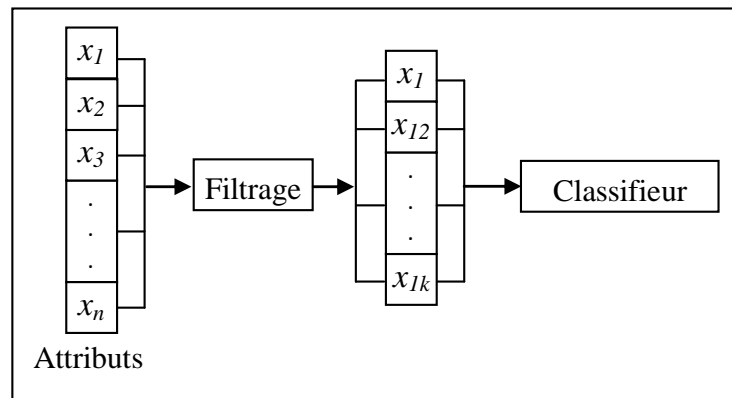 x1
x2
x3
.
.
.
xn
Attributs
Filtrage
x1
x12
.
.
.
x1k
Classifieur